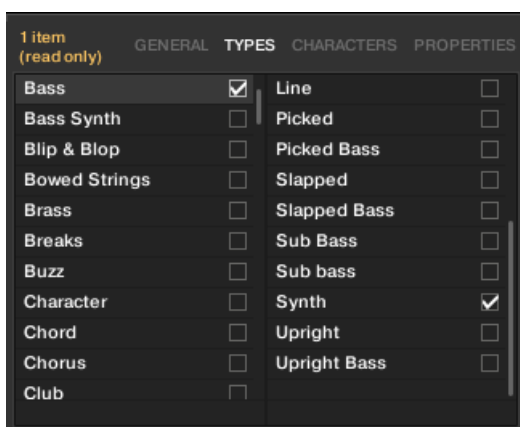 1 item
(read only)
GENERAL TYPES CHARACTERS PROPERTIES
Bass
Bass Synth
Blip & Blop
Bowed Strings
Brass
Breaks
Buzz
Character
Chord
Chorus
Club
Line
Picked
Picked Bass
Slapped
Slapped Bass
Sub Bass
Sub bass
Synth
Upright
Upright Bass